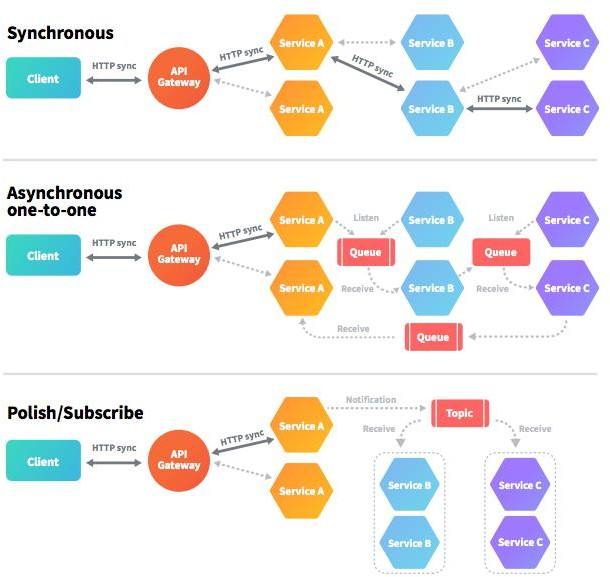 Synchronous
Client
HTTP sync
API
Gateway
HTTP sync
Service A
Service A
HTTP sync
Service B
Service B
HTTP sync
Service C
Service C
Asynchronous
one-to-one
Client
HTTP sync
API
Gateway
HTTP sync
Service A
Service A
Listen
Queue
Receive
Service B
Service B
Listen
Queue
Receive
Service C
Service C
Receive
Queue
Polish/Subscribe
Client
HTTP sync
API
Gateway
HTTP sync
Service A
Service A
Notification
Topic
Receive
Receive
Service B
Service B
Service C
Service C